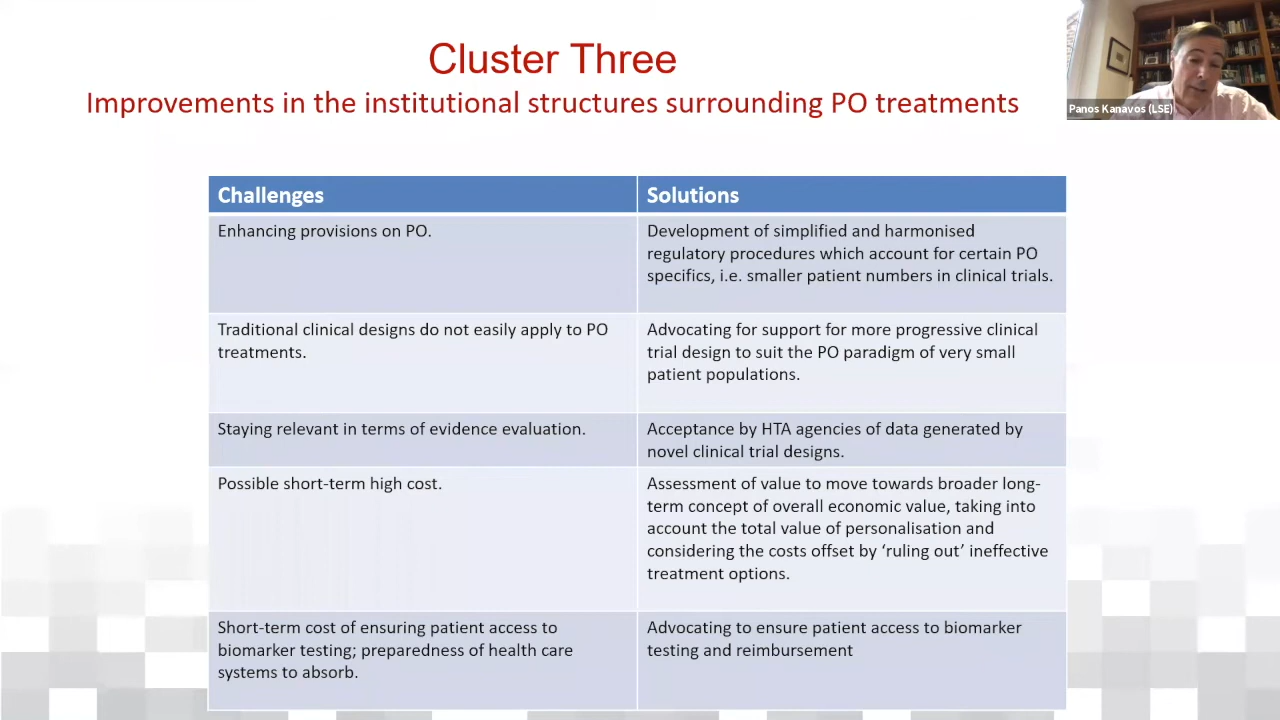 Cluster Three
Improvements in the institutional structures surrounding PO treatments
Panos Kanavos (LSE)
Challenges
Solutions
Enhancing provisions on PO.
Development of simplified and harmonised
regulatory procedures which account for certain PO
specifics, i.e. smaller patient numbers in clinical trials.
Traditional clinical designs do not easily apply to PO
treatments.
Advocating for support for more progressive clinical
trial design to suit the PO paradigm of very small
patient populations.
Staying relevant in terms of evidence evaluation.
Acceptance by HTA agencies of data generated by
novel clinical trial designs.
Possible short-term high cost.
Assessment of value to move towards broader long-
term concept of overall economic value, taking into
account the total value of personalisation and
considering the costs offset by ‘ruling out’ ineffective
treatment options.
Short-term cost of ensuring patient access to
biomarker testing; preparedness of health care
systems to absorb.
Advocating to ensure patient access to biomarker
testing and reimbursement